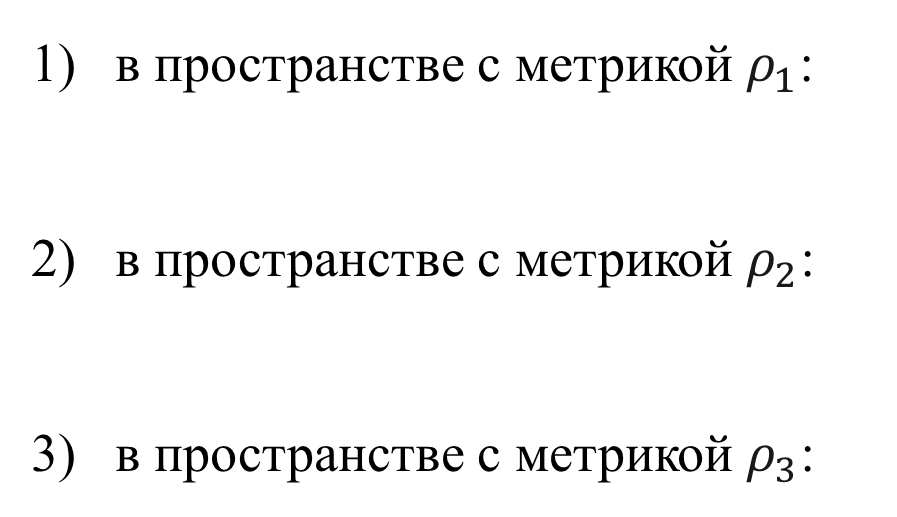 1) в пространстве с метрикой ρ₁:
2) в пространстве с метрикой ρ₂:
3) в пространстве с метрикой ρ₃: